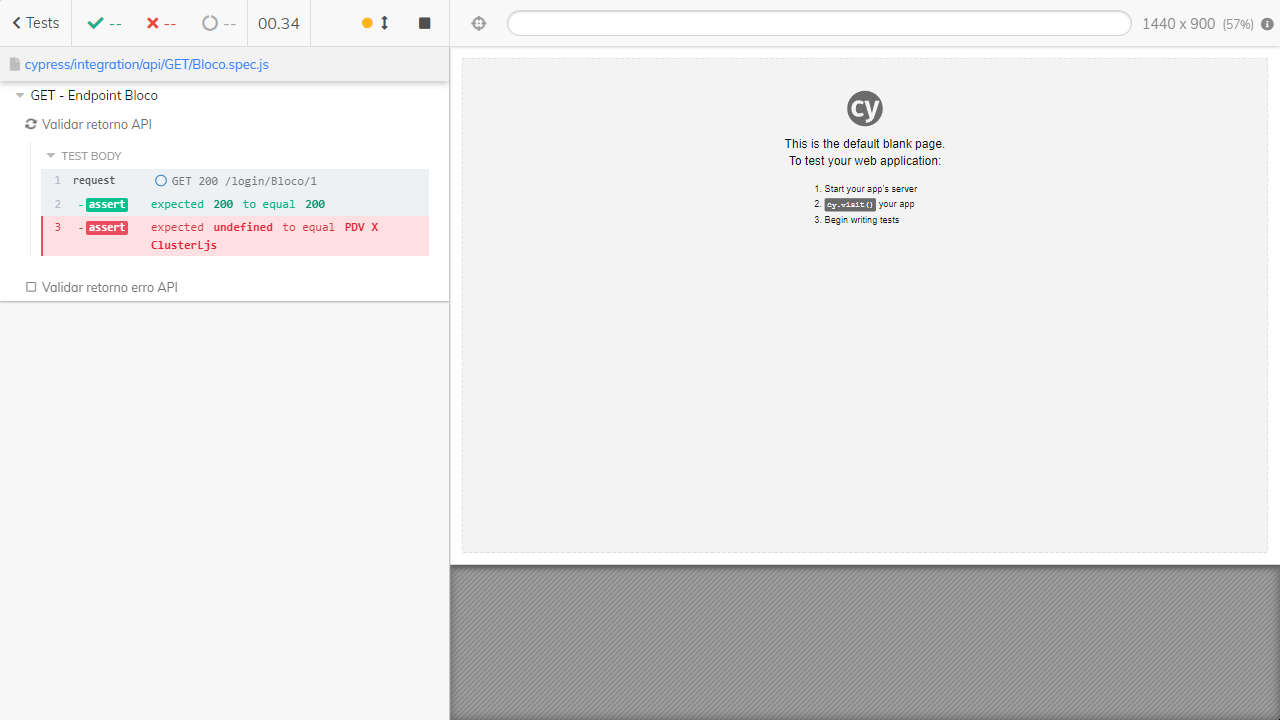 Tests
--
--
--
00.34
1440 x 900 (57%)
cypress/integration/api/GET/Bloco.spec.js
GET - Endpoint Bloco
Validar retorno API
TEST BODY
1 request GET 200 /login/Bloco/1
2 - assert expected 200 to equal 200
3 - assert expected undefined to equal PDV X
ClusterLjs
Validar retorno erro API
cy
This is the default blank page.
To test your web application:
1. Start your app's server
2. cy.visit() your app
3. Begin writing tests